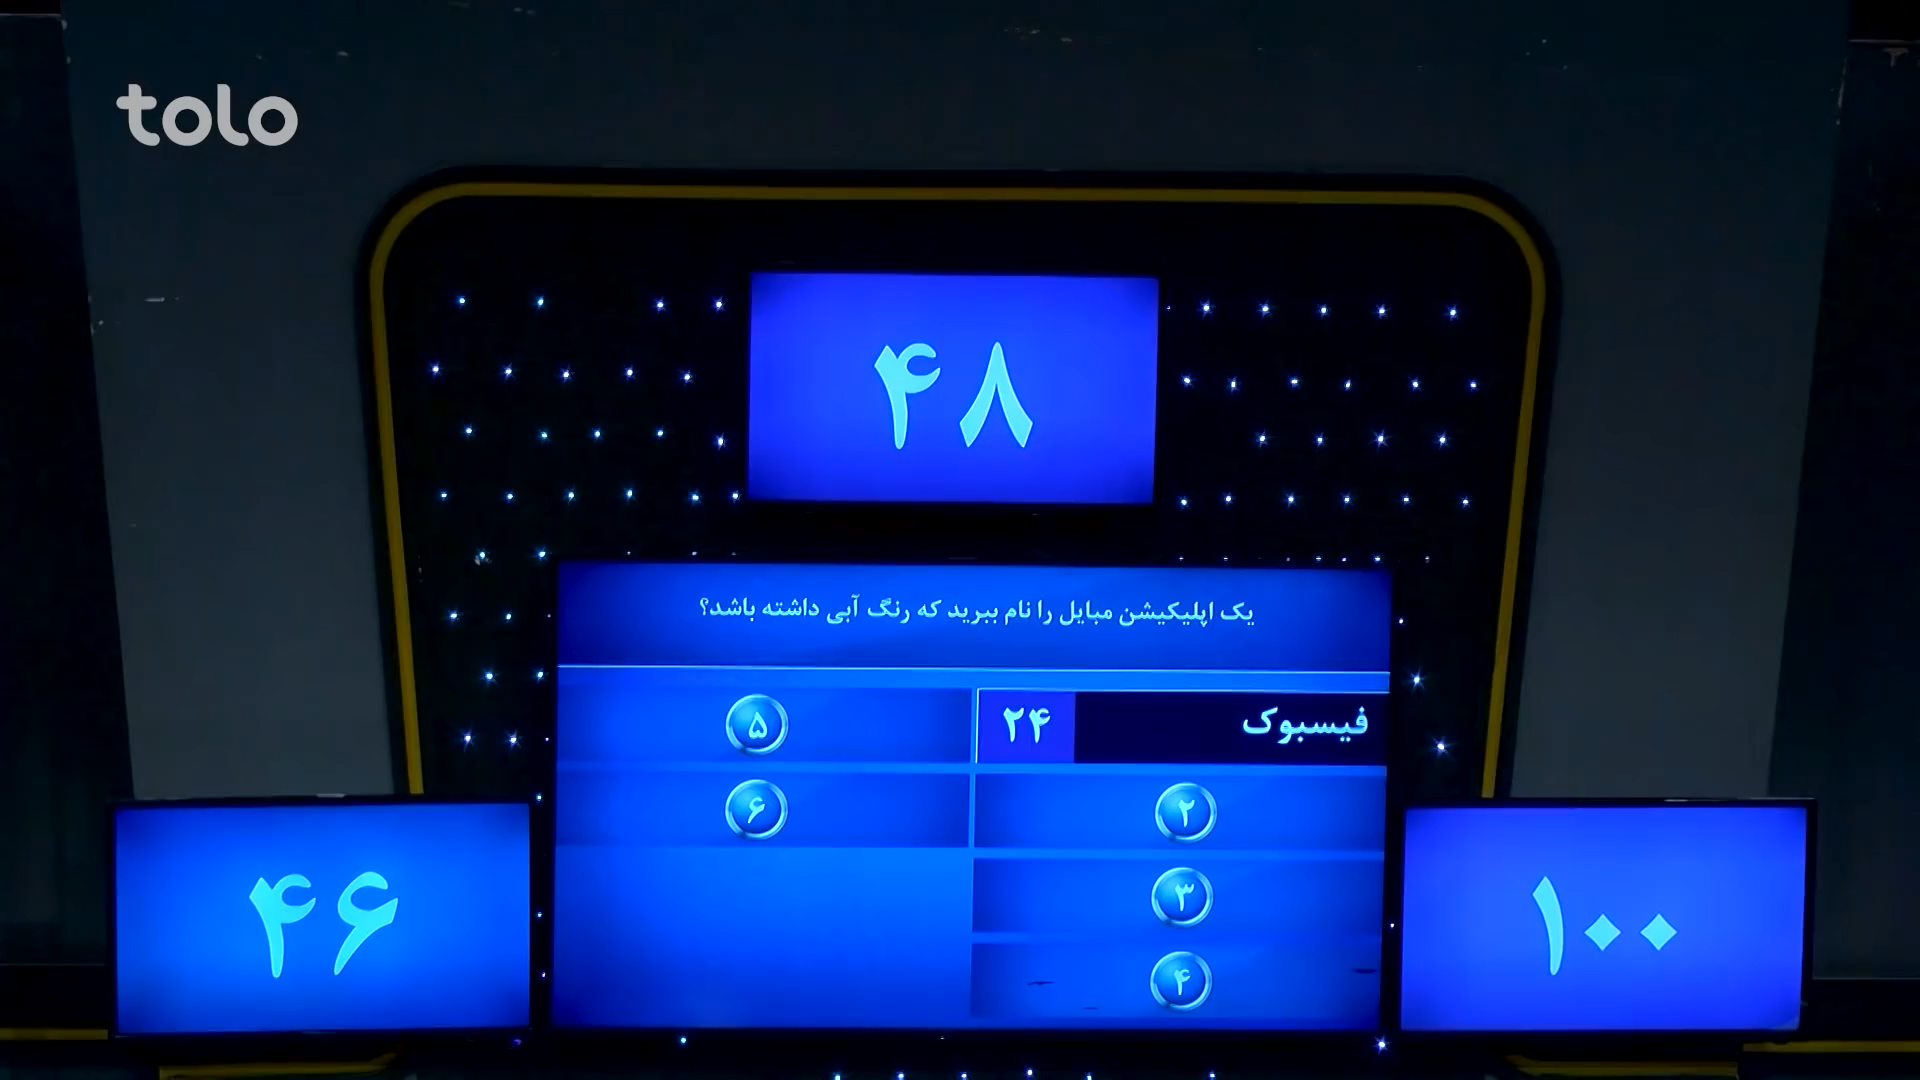 tolo
۴۸
یک اپلیکیشن مبایل را نام ببرید که رنگ آبی داشته باشد؟
فیسبوک ۲۴
۲
۳
۴
۵
۶
۱۰۰
۴۶